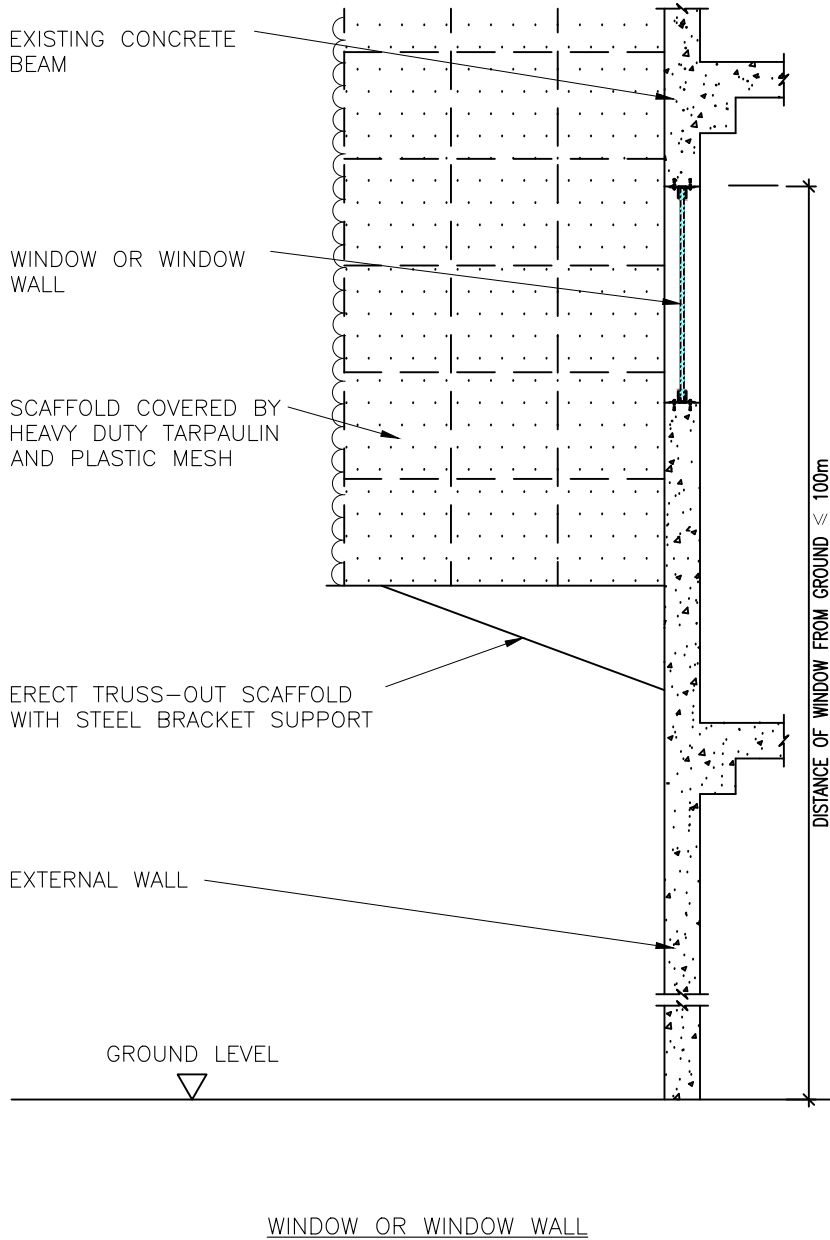 EXISTING CONCRETE
BEAM
WINDOW OR WINDOW
WALL
SCAFFOLD COVERED BY
HEAVY DUTY TARPAULIN
AND PLASTIC MESH
DISTANCE OF WINDOW FROM GROUND ⩽ 100m
ERECT TRUSS-OUT SCAFFOLD
WITH STEEL BRACKET SUPPORT
EXTERNAL WALL
GROUND LEVEL
WINDOW OR WINDOW WALL